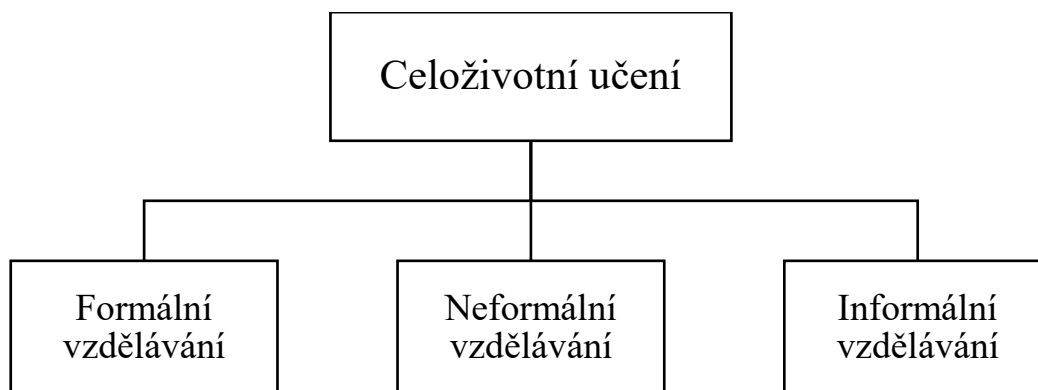 Celoživotní učení
Formální
vzdělávání
Neformální
vzdělávání
Informální
vzdělávání